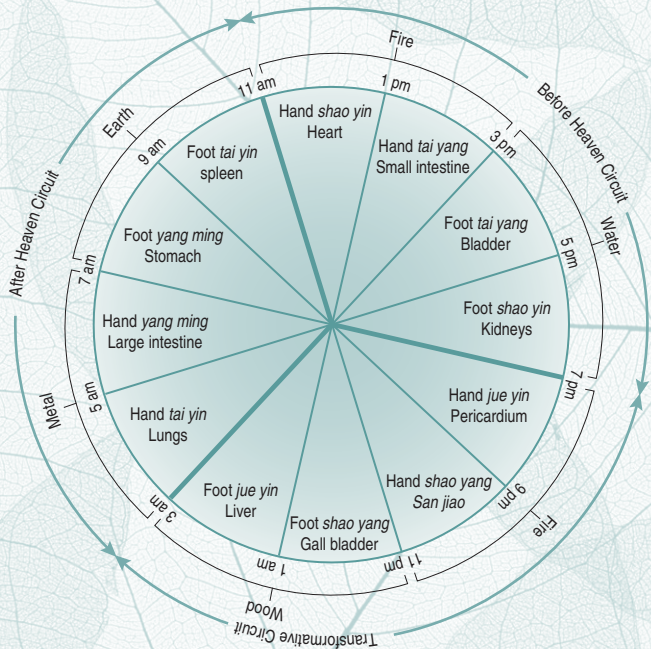 Fire
11 am
1 pm
3 pm
5 pm
7 pm
9 pm
11 pm
1 am
3 am
5 am
7 am
9 am
Hand shao yin
Heart
Hand tai yang
Small intestine
Foot tai yang
Bladder
Foot shao yin
Kidneys
Hand jue yin
Pericardium
Hand shao yang
San jiao
Foot shao yang
Gall bladder
Foot jue yin
Liver
Hand tai yin
Lungs
Hand yang ming
Large intestine
Foot yang ming
Stomach
Foot tai yin
spleen
Before Heaven Circuit
Water
Fire
Transformative Circuit
Wood
Metal
After Heaven Circuit
Earth